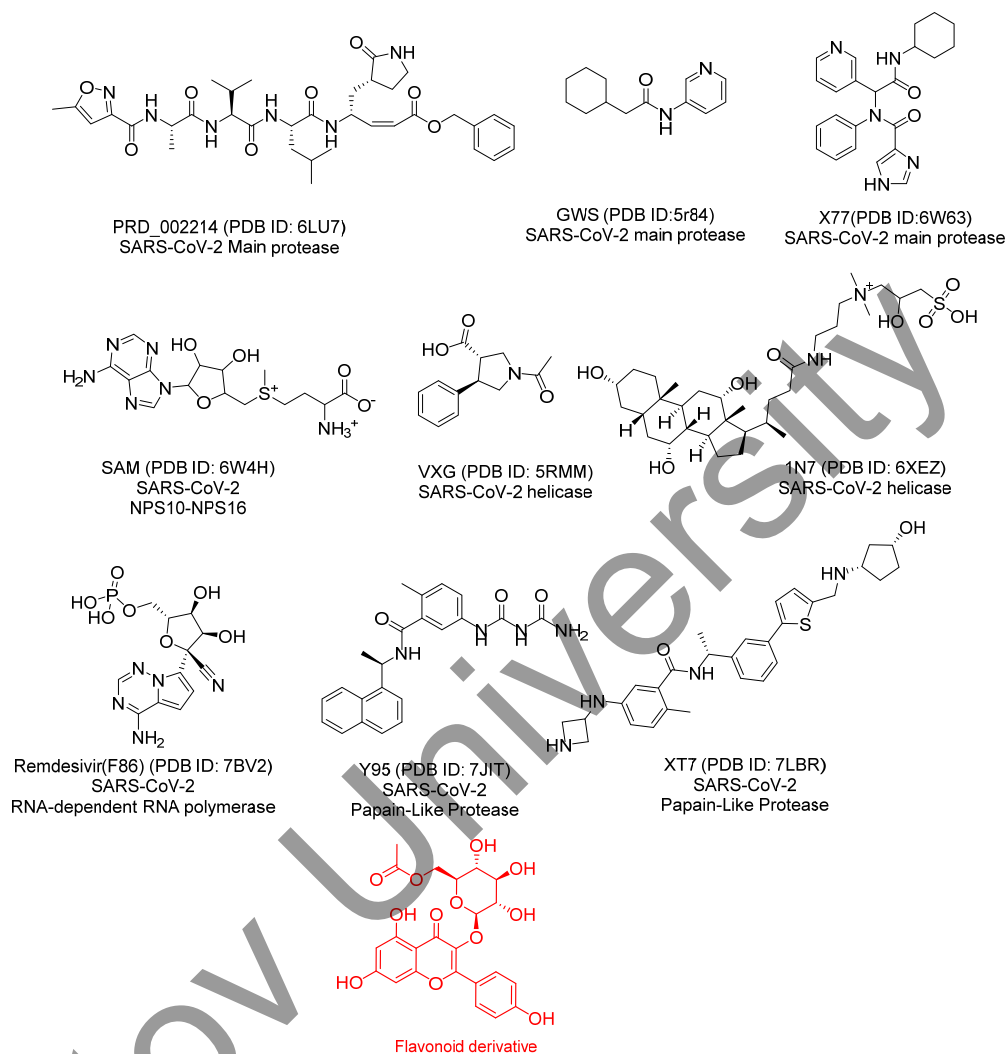 PRD_002214 (PDB ID: 6LU7)
SARS-CoV-2 Main protease
GWS (PDB ID:5r84)
SARS-CoV-2 main protease
X77(PDB ID:6W63)
SARS-CoV-2 main protease
SAM (PDB ID: 6W4H)
SARS-CoV-2
NPS10-NPS16
VXG (PDB ID: 5RMM)
SARS-CoV-2 helicase
1N7 (PDB ID: 6XEZ)
SARS-CoV-2 helicase
Remdesivir(F86) (PDB ID: 7BV2)
SARS-CoV-2
RNA-dependent RNA polymerase
Y95 (PDB ID: 7JIT)
SARS-CoV-2
Papain-Like Protease
XT7 (PDB ID: 7LBR)
SARS-CoV-2
Papain-Like Protease
Flavonoid derivative
University